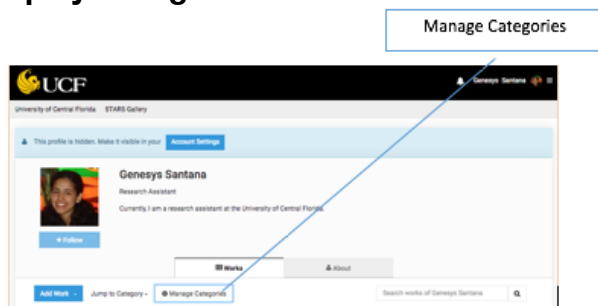 Manage Categories
UCF
Genesys Santana
University of Central Florida STARS Gallery
This profile is hidden. Make it visible in your Account Settings
Genesys Santana
Research Assistant
Currently, I am a research assistant at the University of Central Florida.
+ Follow
Works About
Add Work Jump to Category Manage Categories Search works of Genesys Santana